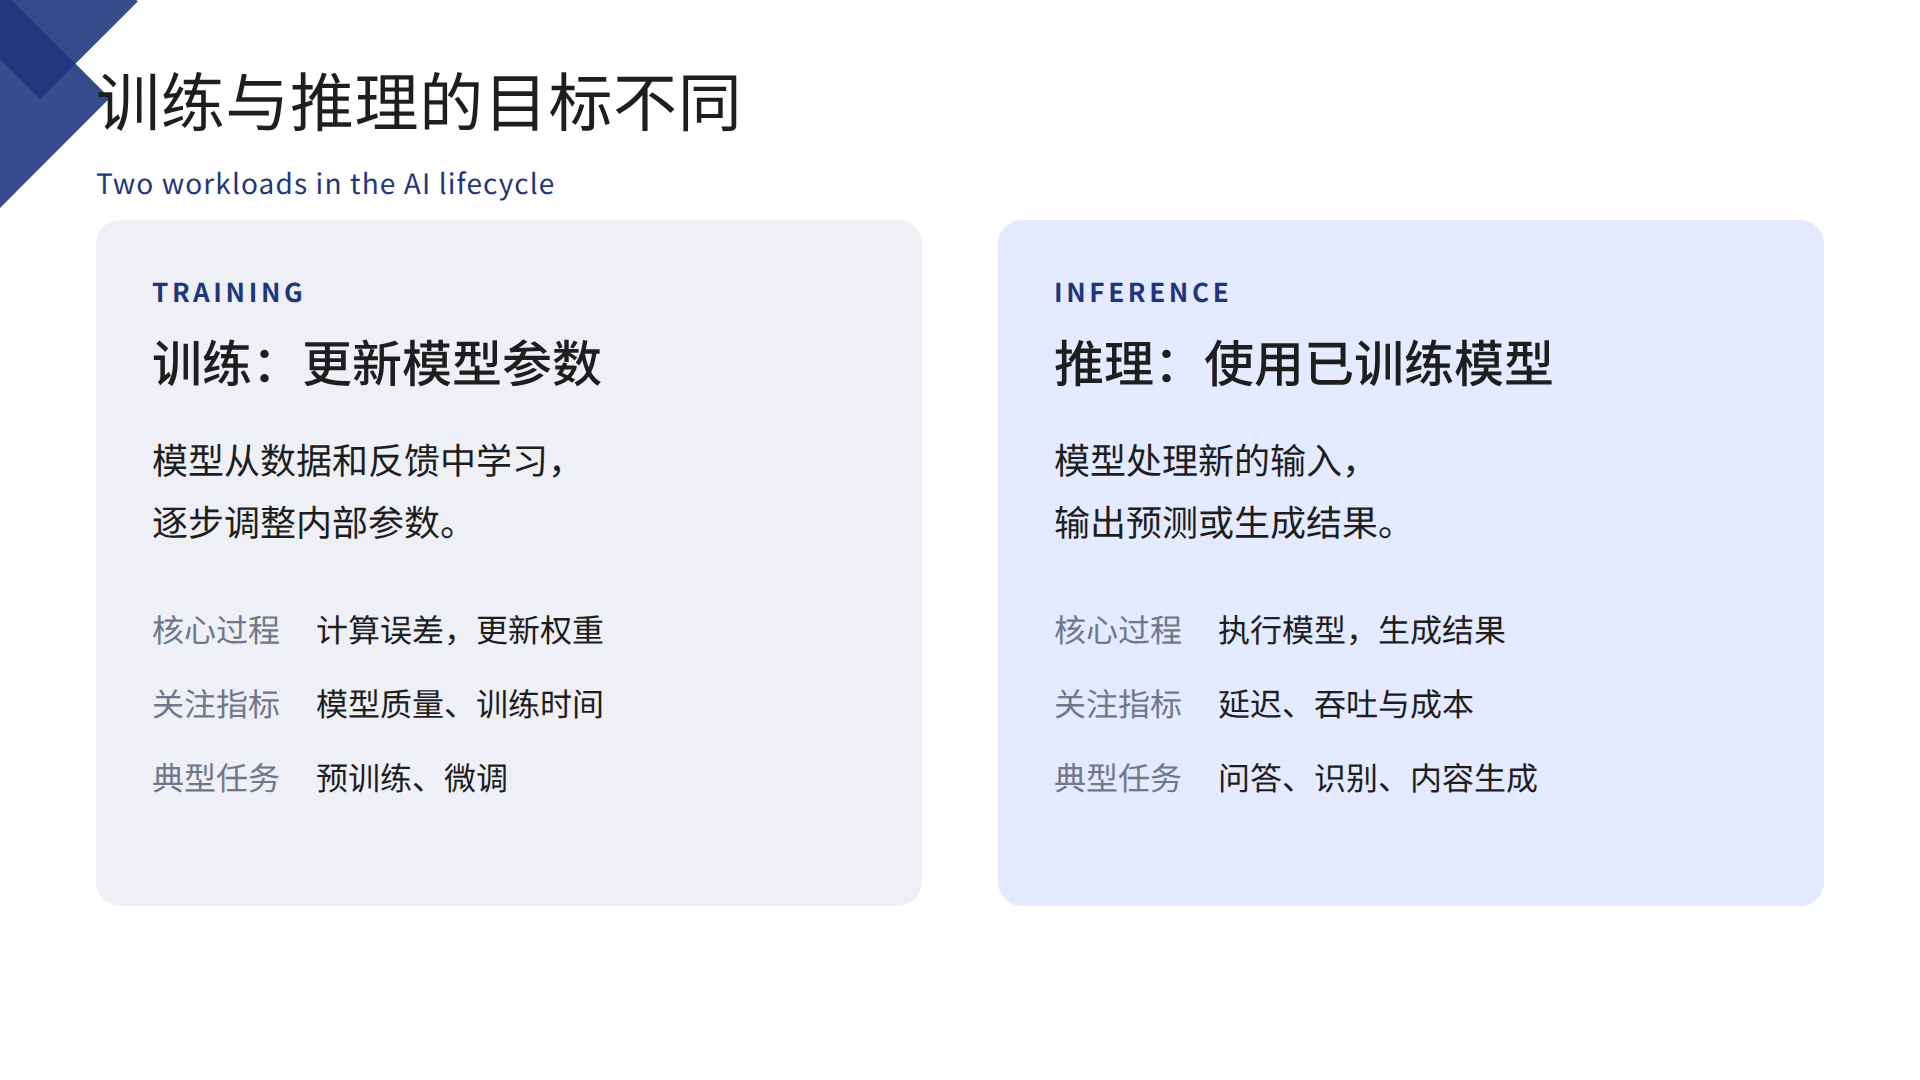 训练与推理的目标不同
Two workloads in the AI lifecycle
TRAINING
训练：更新模型参数
模型从数据和反馈中学习，
逐步调整内部参数。
核心过程 计算误差，更新权重
关注指标 模型质量、训练时间
典型任务 预训练、微调
INFERENCE
推理：使用已训练模型
模型处理新的输入，
输出预测或生成结果。
核心过程 执行模型，生成结果
关注指标 延迟、吞吐与成本
典型任务 问答、识别、内容生成